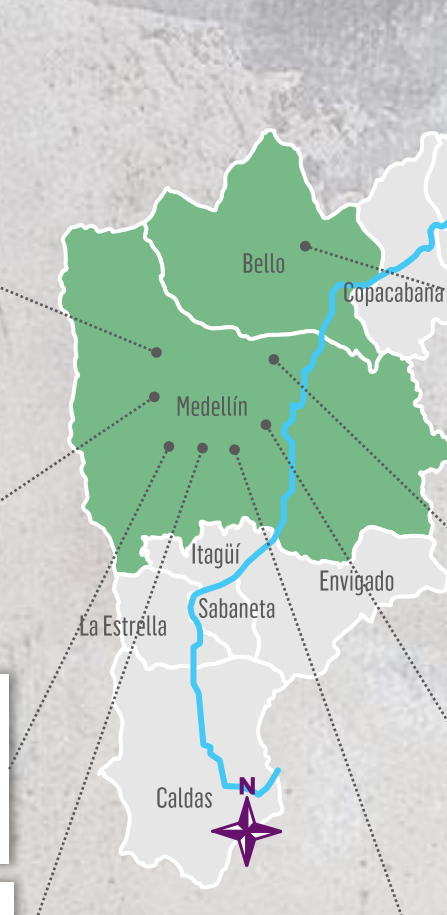 Bello
Copacabana
Medellín
Itagüí
Envigado
Sabaneta
La Estrella
Caldas
N